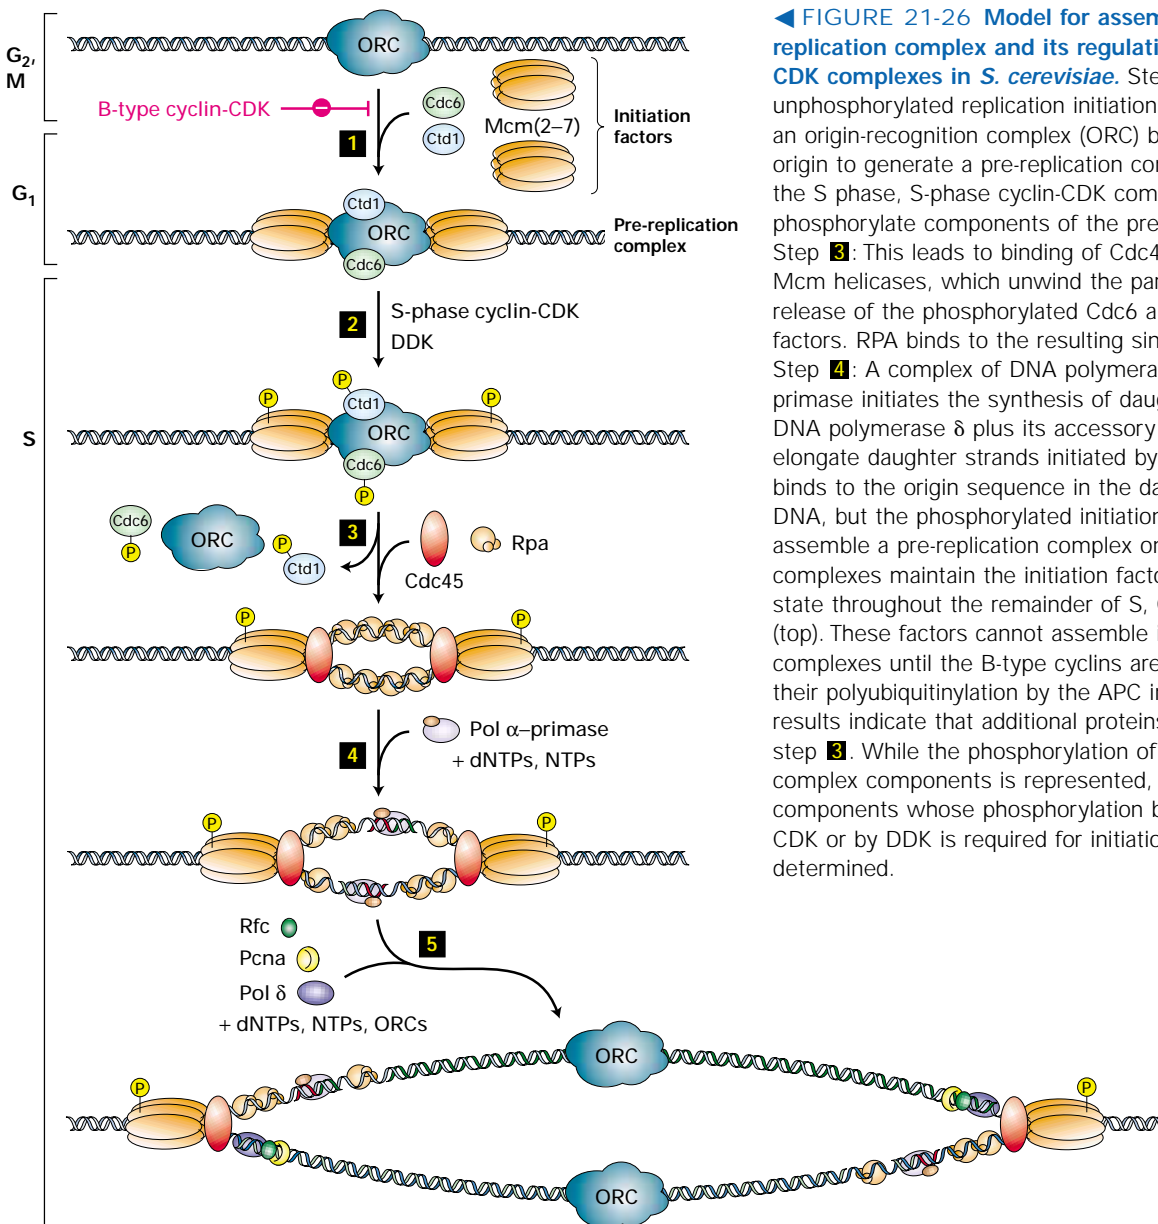 ORC
G2,
M
B-type cyclin-CDK
Cdc6
Ctd1
Mcm(2–7)
Initiation
factors
1
G1
Ctd1
ORC
Cdc6
Pre-replication
complex
2
S-phase cyclin-CDK
DDK
S
P
P
P
Ctd1
ORC
Cdc6
P
Cdc6
P
ORC
P
Ctd1
3
Cdc45
Rpa
P
P
4
Pol α–primase
+ dNTPs, NTPs
P
P
Rfc
Pcna
Pol δ
+ dNTPs, NTPs, ORCs
5
ORC
P
P
ORC
◀ FIGURE 21-26 Model for assem
replication complex and its regulati
CDK complexes in S. cerevisiae. Ste
unphosphorylated replication initiation
an origin-recognition complex (ORC) b
origin to generate a pre-replication con
the S phase, S-phase cyclin-CDK com
phosphorylate components of the pre
Step 3: This leads to binding of Cdc4
Mcm helicases, which unwind the par
release of the phosphorylated Cdc6 a
factors. RPA binds to the resulting sin
Step 4: A complex of DNA polymera
primase initiates the synthesis of daug
DNA polymerase δ plus its accessory
elongate daughter strands initiated by
binds to the origin sequence in the da
DNA, but the phosphorylated initiation
assemble a pre-replication complex on
complexes maintain the initiation facto
state throughout the remainder of S,
(top). These factors cannot assemble i
complexes until the B-type cyclins are
their polyubiquitinylation by the APC in
results indicate that additional proteins
step 3. While the phosphorylation of
complex components is represented,
components whose phosphorylation b
CDK or by DDK is required for initiatio
determined.